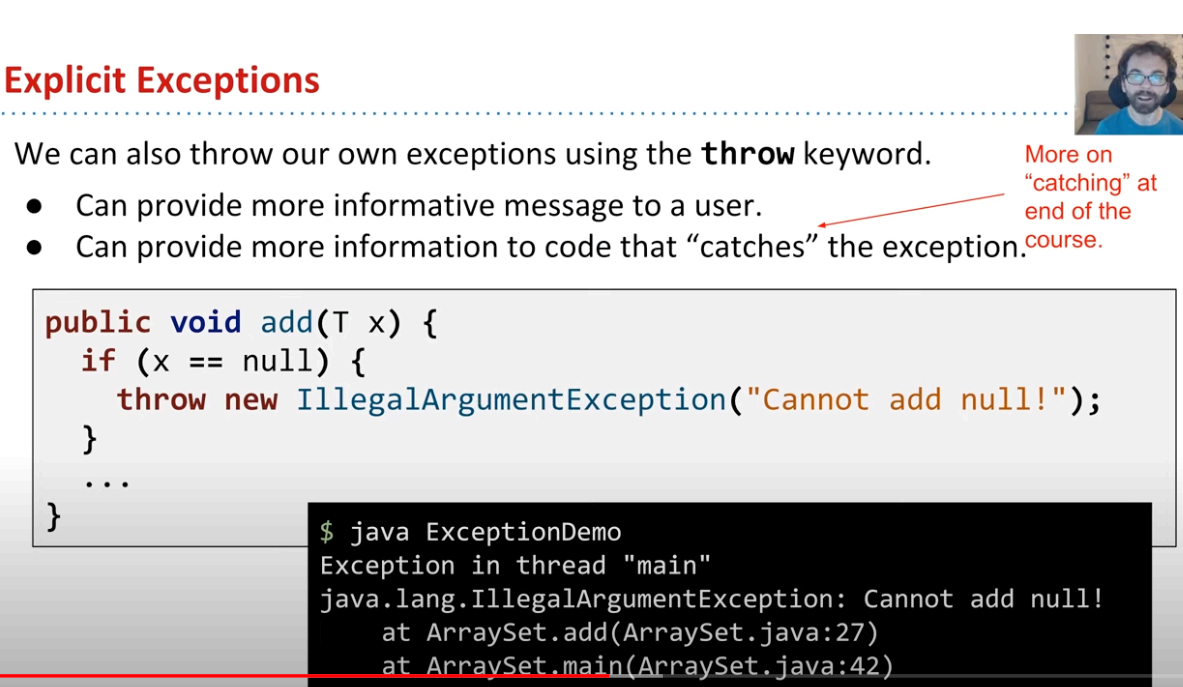 Explicit Exceptions
We can also throw our own exceptions using the throw keyword.
● Can provide more informative message to a user.
● Can provide more information to code that “catches” the exception.
More on
“catching” at
end of the
course.
public void add(T x) {
if (x == null) {
throw new IllegalArgumentException("Cannot add null!");
}
...
}
$ java ExceptionDemo
Exception in thread "main"
java.lang.IllegalArgumentException: Cannot add null!
at ArraySet.add(ArraySet.java:27)
at ArraySet.main(ArraySet.java:42)